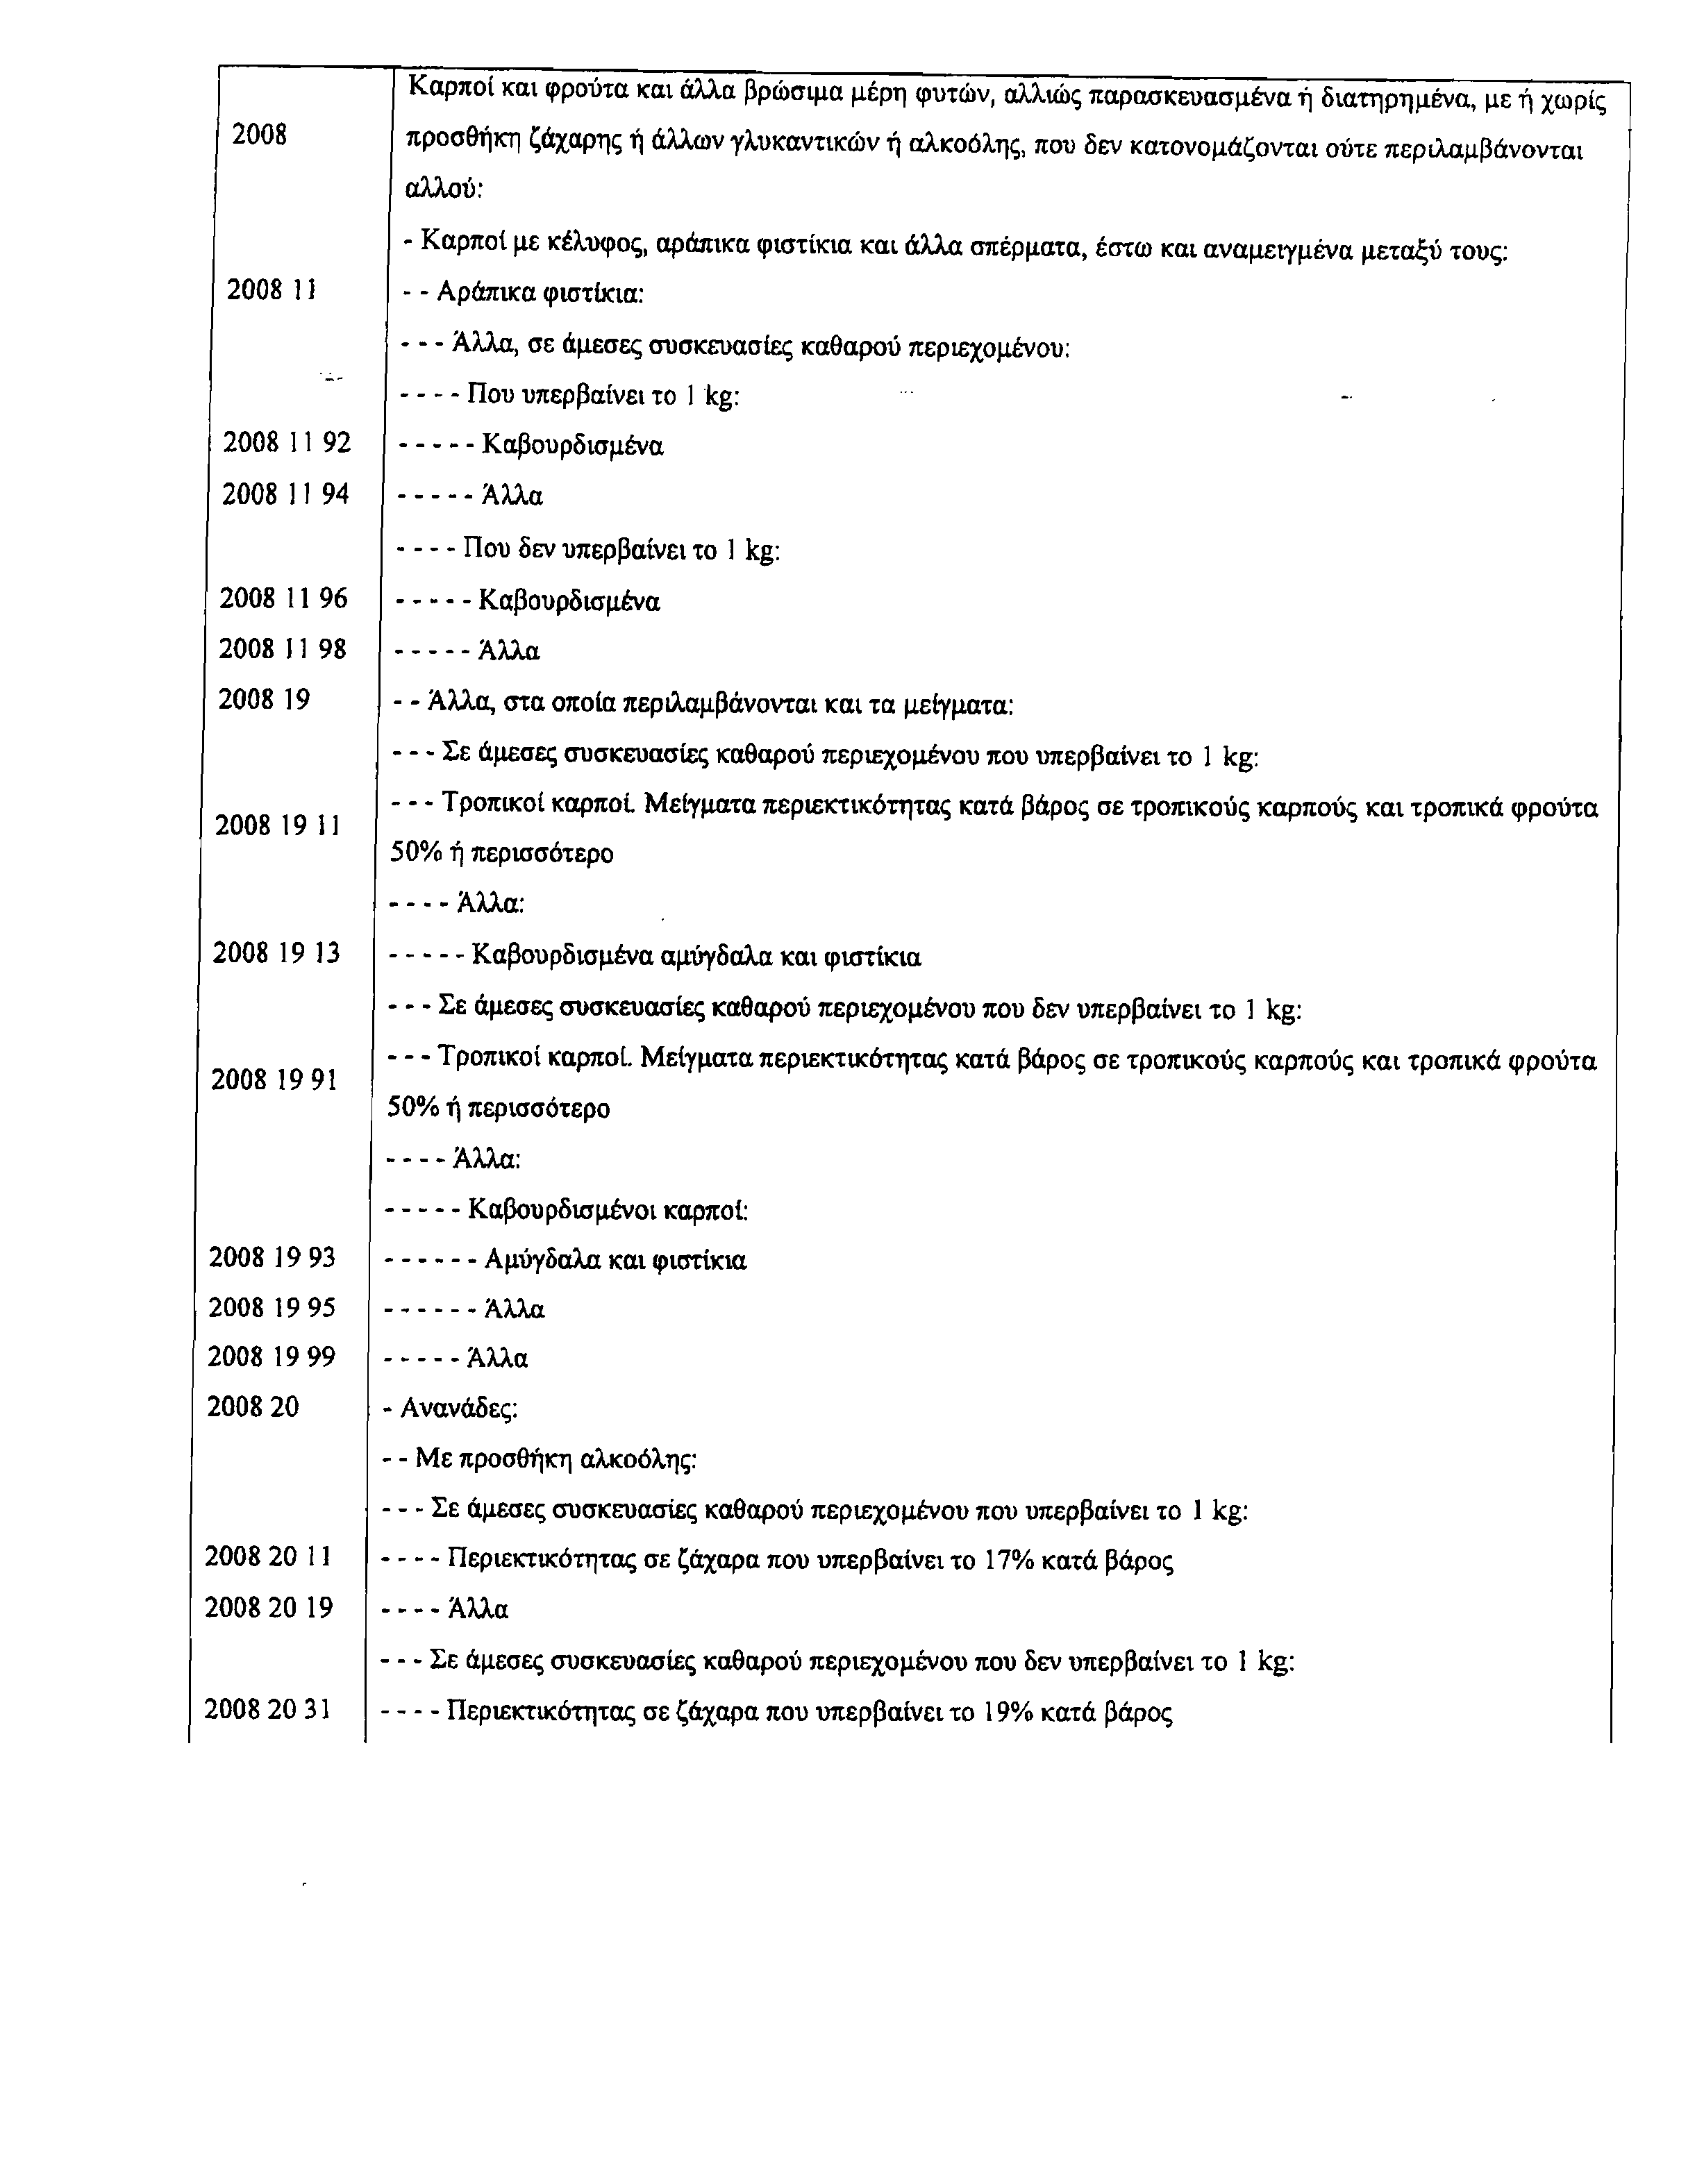 Καρποί και φρούτα και άλλα βρώσιμα μέρη φυτών, αλλιώς παρασκευασμένα ή διατηρημένα, με ή χωρίς
2008 προσθήκη ζάχαρης ή άλλων γλυκαντικών ή αλκοόλης, που δεν κατονομάζονται ούτε περιλαμβάνονται
αλλού:
- Καρποί με κέλυφος, αράπικα φιστίκια και άλλα σπέρματα, έστω και αναμειγμένα μεταξύ τους:
2008 11 - - Αράπικα φιστίκια:
- - - Άλλα, σε άμεσες συσκευασίες καθαρού περιεχομένου:
- - - - Που υπερβαίνει το 1 kg:
2008 11 92 - - - - - Καβουρδισμένα
2008 11 94 - - - - - Άλλα
- - - - Που δεν υπερβαίνει το 1 kg:
2008 11 96 - - - - - Καβουρδισμένα
2008 11 98 - - - - - Άλλα
2008 19 - - Άλλα, στα οποία περιλαμβάνονται και τα μείγματα:
- - - Σε άμεσες συσκευασίες καθαρού περιεχομένου που υπερβαίνει το 1 kg:
2008 19 11 - - - Τροπικοί καρποί. Μείγματα περιεκτικότητας κατά βάρος σε τροπικούς καρπούς και τροπικά φρούτα
50% ή περισσότερο
- - - - Άλλα:
2008 19 13 - - - - - Καβουρδισμένα αμύγδαλα και φιστίκια
- - - Σε άμεσες συσκευασίες καθαρού περιεχομένου που δεν υπερβαίνει το 1 kg:
2008 19 91 - - - Τροπικοί καρποί. Μείγματα περιεκτικότητας κατά βάρος σε τροπικούς καρπούς και τροπικά φρούτα
50% ή περισσότερο
- - - - Άλλα:
- - - - - Καβουρδισμένοι καρποί:
2008 19 93 - - - - - - Αμύγδαλα και φιστίκια
2008 19 95 - - - - - - Άλλα
2008 19 99 - - - - - Άλλα
2008 20 - Ανανάδες:
- - Με προσθήκη αλκοόλης:
- - - Σε άμεσες συσκευασίες καθαρού περιεχομένου που υπερβαίνει το 1 kg:
2008 20 11 - - - - Περιεκτικότητας σε ζάχαρα που υπερβαίνει το 17% κατά βάρος
2008 20 19 - - - - Άλλα
- - - Σε άμεσες συσκευασίες καθαρού περιεχομένου που δεν υπερβαίνει το 1 kg:
2008 20 31 - - - - Περιεκτικότητας σε ζάχαρα που υπερβαίνει το 19% κατά βάρος